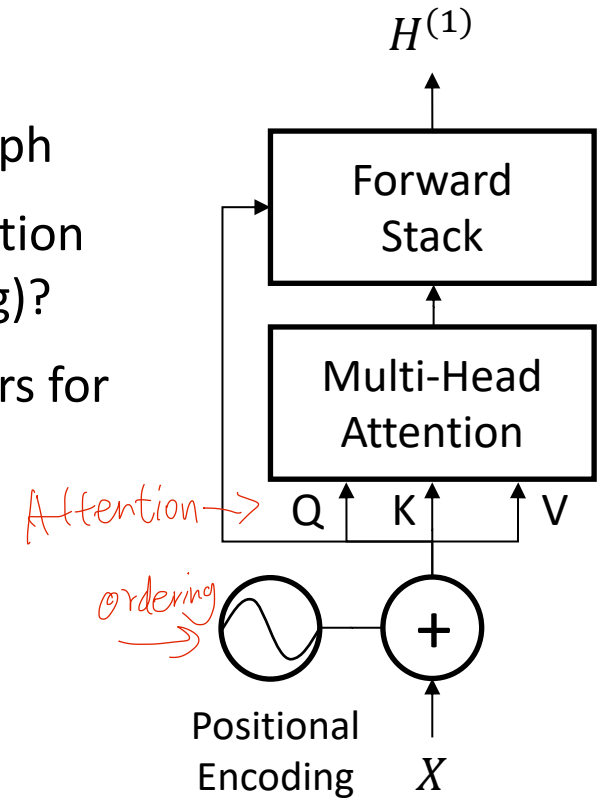 H^(1)
ph
Forward
Stack
tion
g)?
Multi-Head
Attention
rs for
Attention
Q K V
ordering
+
Positional
Encoding
X